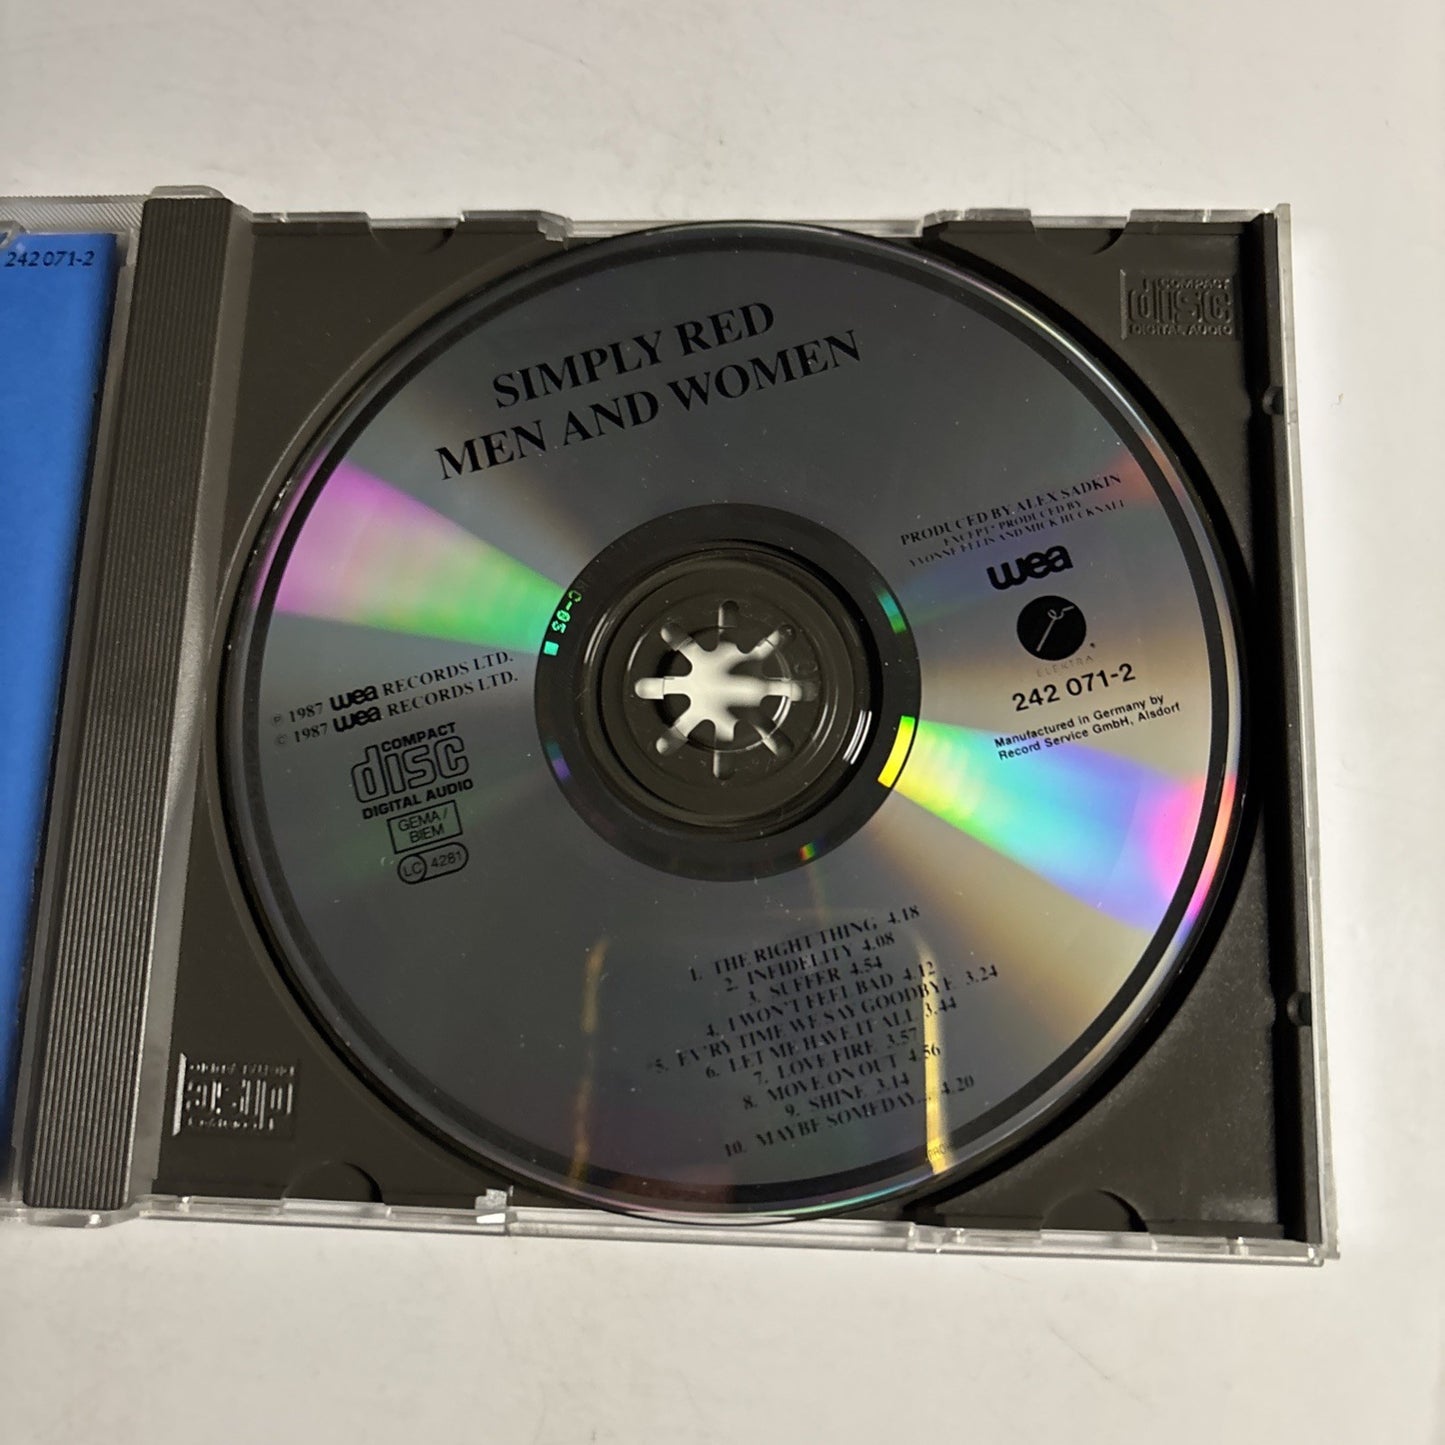 242 071-2
COMPACT
disc
DIGITAL AUDIO
SIMPLY RED
MEN AND WOMEN
PRODUCED BY ALEX SADKIN
EXCEPT* PRODUCED BY
YVONNE ELLIS AND MICK HUCKNALL
wea
ELEKTRA
242 071-2
Manufactured in Germany by
Record Service GmbH, Alsdorf
℗ 1987 wea RECORDS LTD.
© 1987 wea RECORDS LTD.
COMPACT
disc
DIGITAL AUDIO
GEMA/
BIEM
LC 4281
1. THE RIGHT THING 4.18
2. INFIDELITY 4.08
3. SUFFER 4.54
4. I WON'T FEEL BAD 4.12
*5. EV'RY TIME WE SAY GOODBYE 3.24
6. LET ME HAVE IT ALL 3.44
7. LOVE FIRE 3.57
8. MOVE ON OUT 4.56
9. SHINE 3.14
10. MAYBE SOMEDAY... 4.20
COMPACT
disc
DIGITAL AUDIO